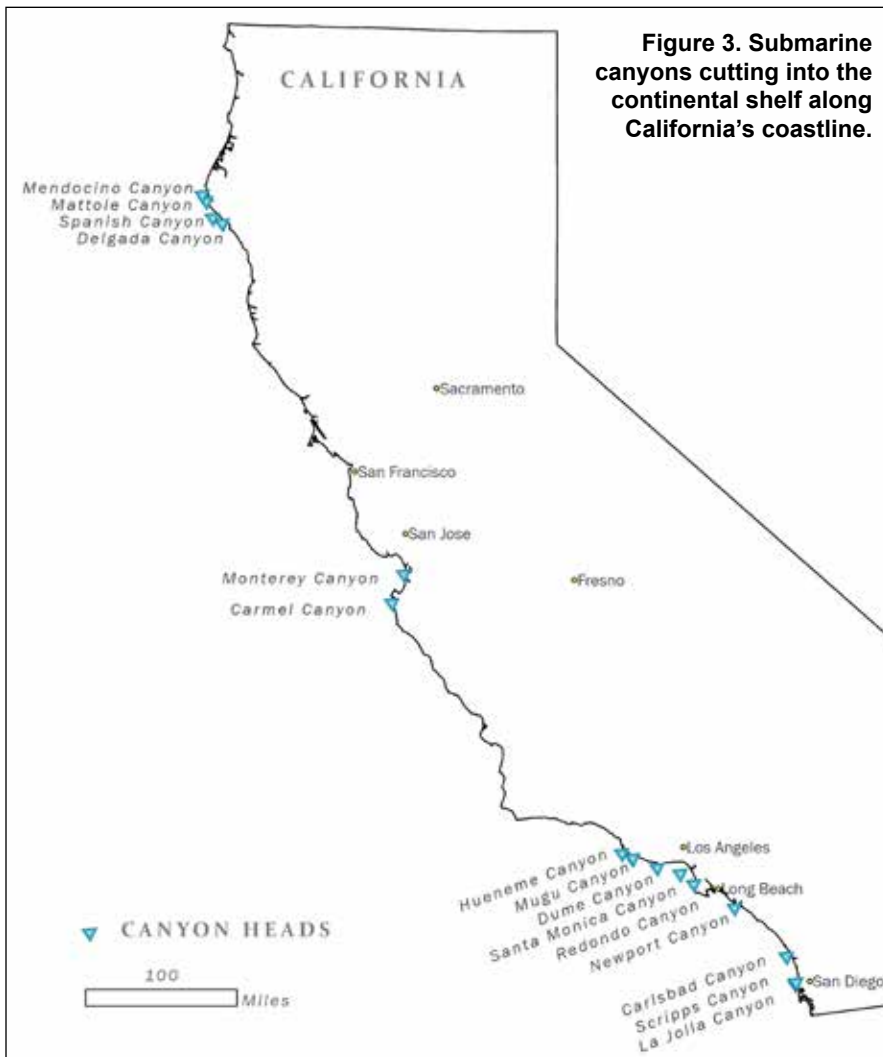 Figure 3. Submarine
canyons cutting into the
continental shelf along
California’s coastline.
CALIFORNIA
Mendocino Canyon
Mattole Canyon
Spanish Canyon
Delgada Canyon
Sacramento
San Francisco
San Jose
Monterey Canyon
Fresno
Carmel Canyon
Los Angeles
Hueneme Canyon
Mugu Canyon
Dume Canyon
Long Beach
Santa Monica Canyon
Redondo Canyon
Newport Canyon
CANYON HEADS
100
Miles
San Diego
Carlsbad Canyon
Scripps Canyon
La Jolla Canyon